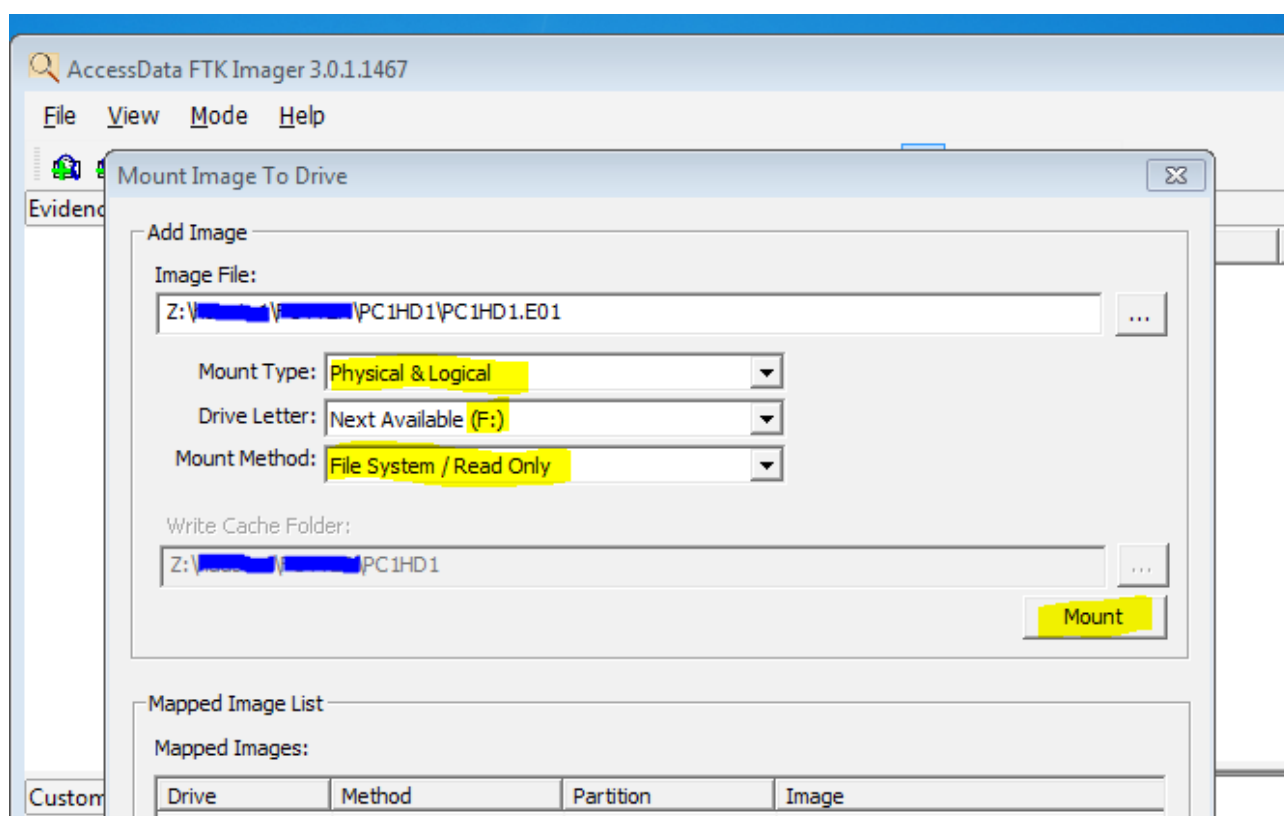 AccessData FTK Imager 3.0.1.1467
File View Mode Help
Mount Image To Drive
Evidenc
Add Image
Image File:
Z:\ \ \PC1HD1\PC1HD1.E01
...
Mount Type: Physical & Logical
Drive Letter: Next Available (F:)
Mount Method: File System / Read Only
Write Cache Folder:
Z:\ \ \PC1HD1
...
Mount
Mapped Image List
Mapped Images:
Custom
Drive Method Partition Image